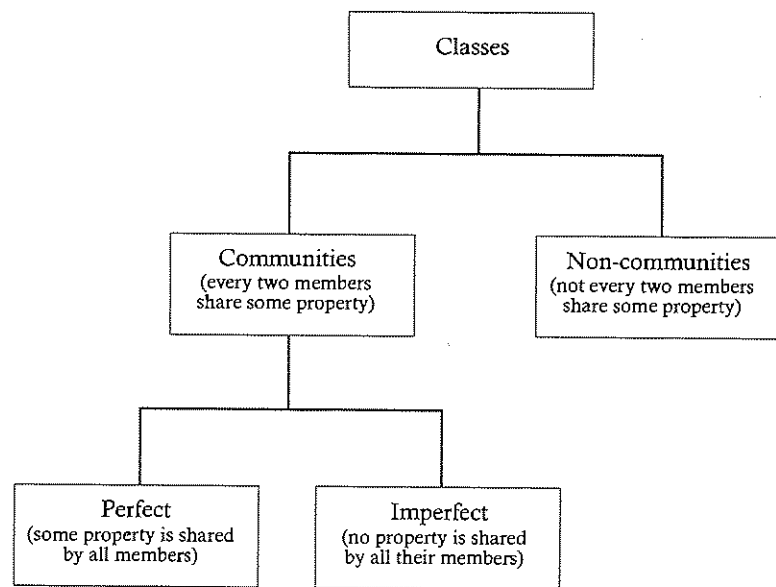 Classes
Communities
(every two members
share some property)
Non-communities
(not every two members
share some property)
Perfect
(some property is shared
by all members)
Imperfect
(no property is shared
by all their members)